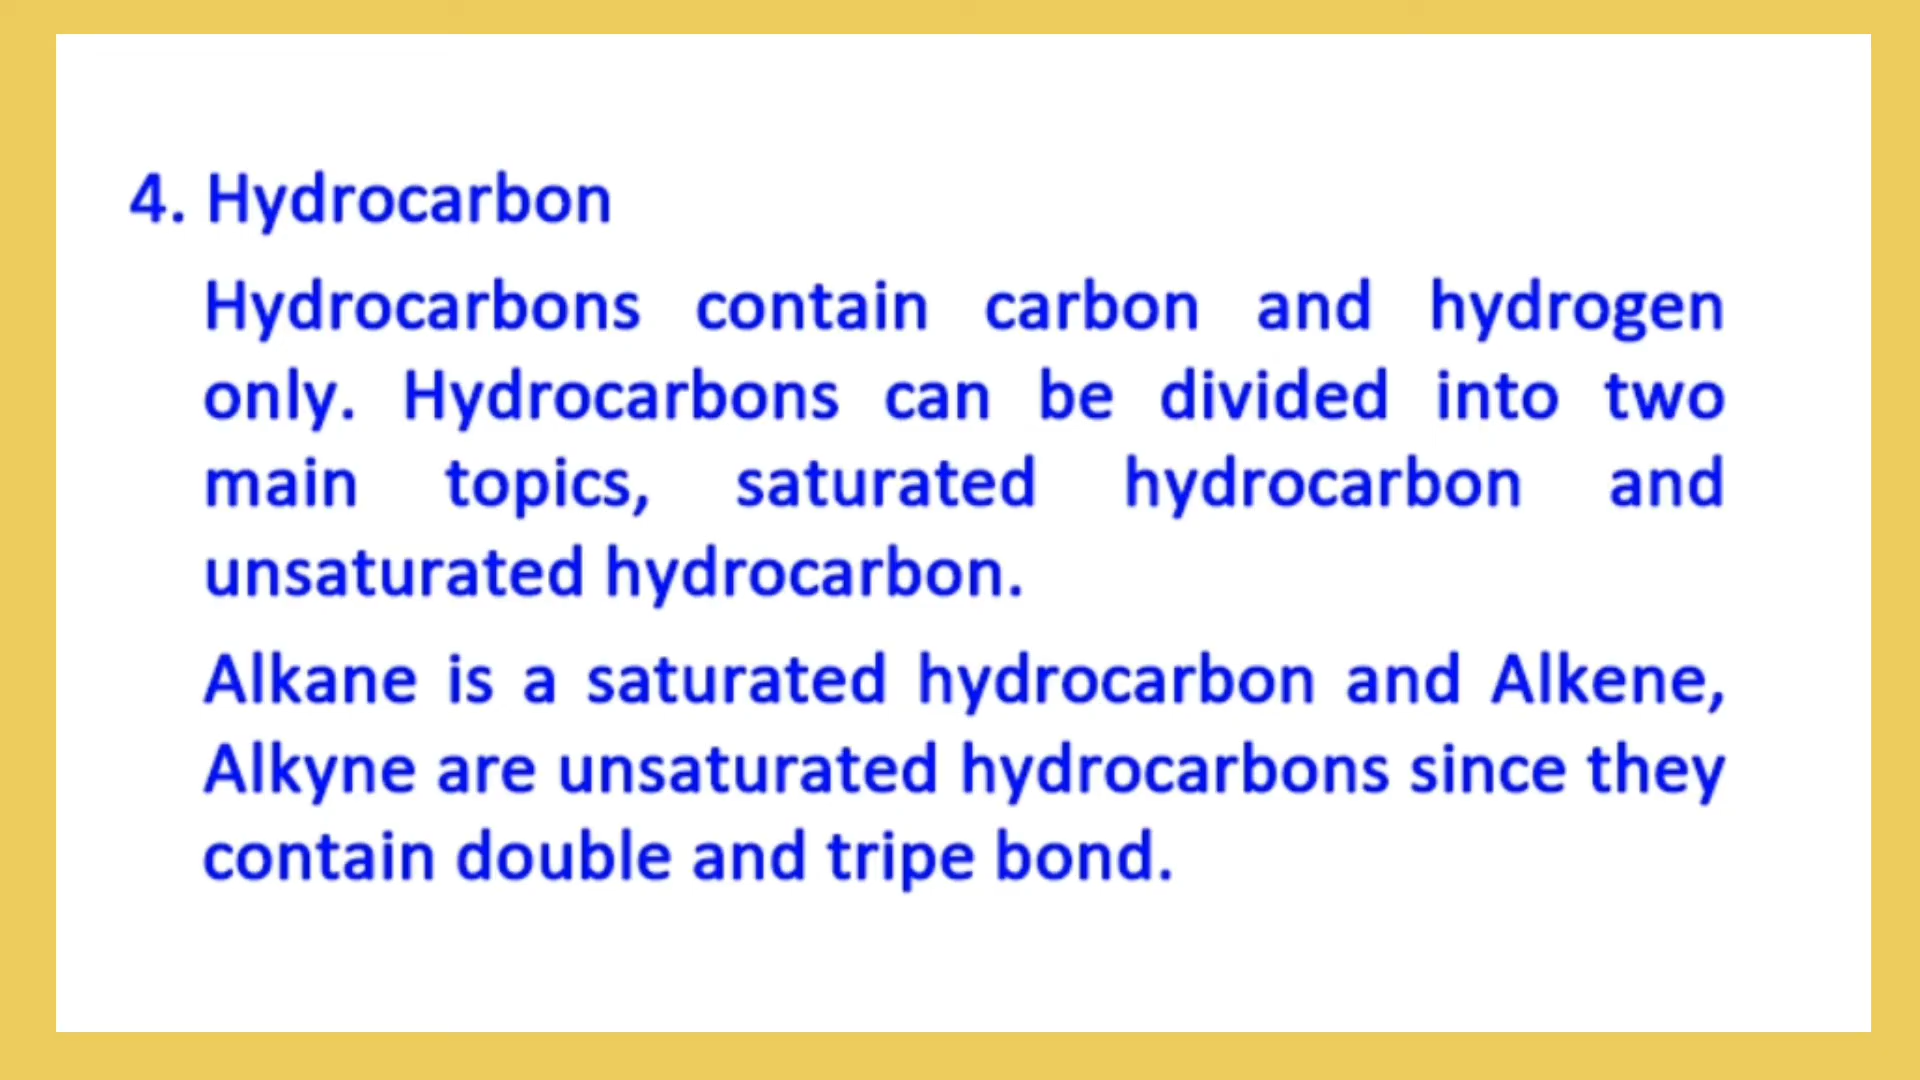 4. Hydrocarbon
Hydrocarbons contain carbon and hydrogen
only. Hydrocarbons can be divided into two
main topics, saturated hydrocarbon and
unsaturated hydrocarbon.
Alkane is a saturated hydrocarbon and Alkene,
Alkyne are unsaturated hydrocarbons since they
contain double and tripe bond.